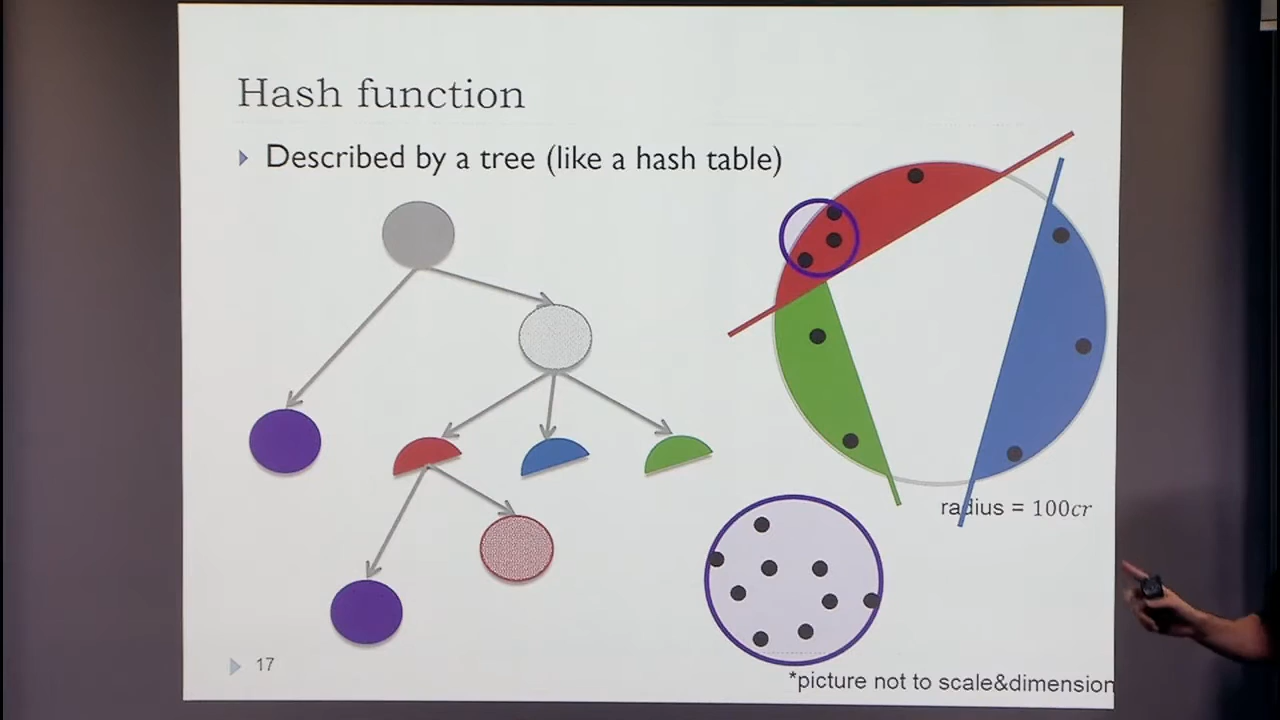 Hash function
Described by a tree (like a hash table)
radius = 100cr
*picture not to scale&dimension
17